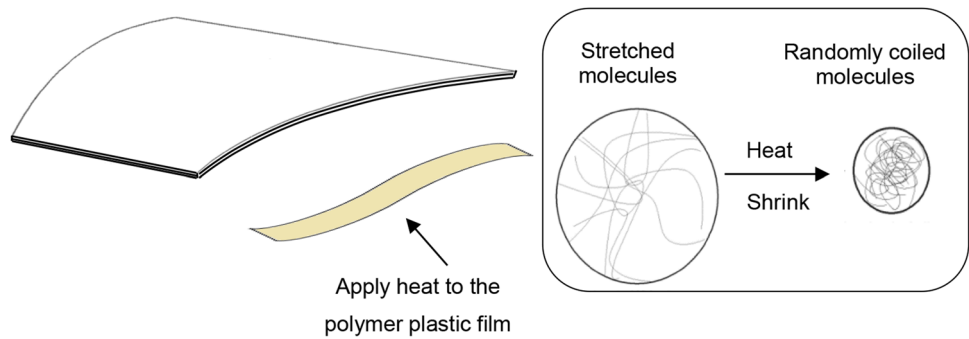 Stretched
molecules
Randomly coiled
molecules
Heat
Shrink
Apply heat to the
polymer plastic film